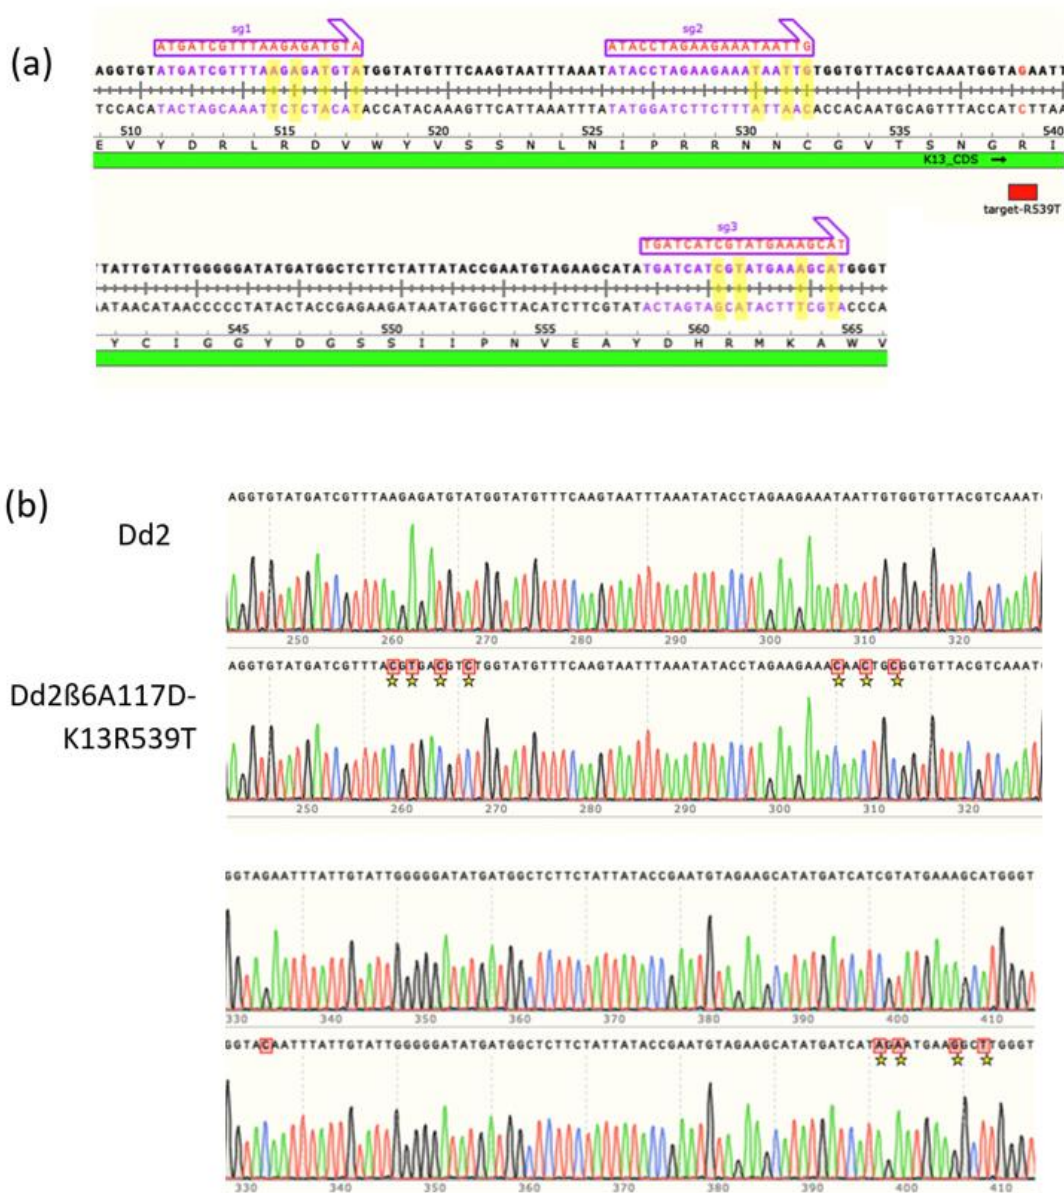 (a)
sg1 sg2
ATGATCGTTTAAGAGATGTA ATACCTAGAAGAAATAATTG
AGGTGTATGATCGTTTAAGAGATGTATGGTATGTTTCAAGTAATTTAAATATACCTAGAAGAAATAATTGTGGTGTTACGTCAAATGGTAGAATT
TCCACATACTAGCAAATTCTCTACATACCATACAAAGTTCATTAAATTTATATGGATCTTCTTTATTAACACCACAATGCAGTTTACCATCTTAA
510 515 520 525 530 535 540
E V Y D R L R D V W Y V S S N L N I P R R N N C G V T S N G R I
K13_CDS →
target-R539T
sg3
TGATCATCGTATGAAAGCAT
TATTGTATTGGGGGATATGATGGCTCTTCTATTATACCGAATGTAGAAGCATATGATCATCGTATGAAAGCATGGGT
AATAACATAACCCCCTATACTACCGAGAAGATAATATGGCTTACATCTTCGTATACTAGTAGCATACTTTCGTACCCA
545 550 555 560 565
Y C I G G Y D G S S I I P N V E A Y D H R M K A W V
(b)
AGGTGTATGATCGTTTAAGAGATGTATGGTATGTTTCAAGTAATTTAAATATACCTAGAAGAAATAATTGTGGTGTTACGTCAAAT
Dd2
250 260 270 280 290 300 310 320
AGGTGTATGATCGTTTACGTGACGTCTGGTATGTTTCAAGTAATTTAAATATACCTAGAAGAAACAACTGCGGTGTTACGTCAAAT
Dd2ß6A117D-
K13R539T
250 260 270 280 290 300 310 320
GGTAGAATTTATTGTATTGGGGGATATGATGGCTCTTCTATTATACCGAATGTAGAAGCATATGATCATCGTATGAAAGCATGGGT
330 340 350 360 370 380 390 400 410
GGTACAATTTATTGTATTGGGGGATATGATGGCTCTTCTATTATACCGAATGTAGAAGCATATGATCATAGAATGAAGGCTTGGGT
330 340 350 360 370 380 390 400 410